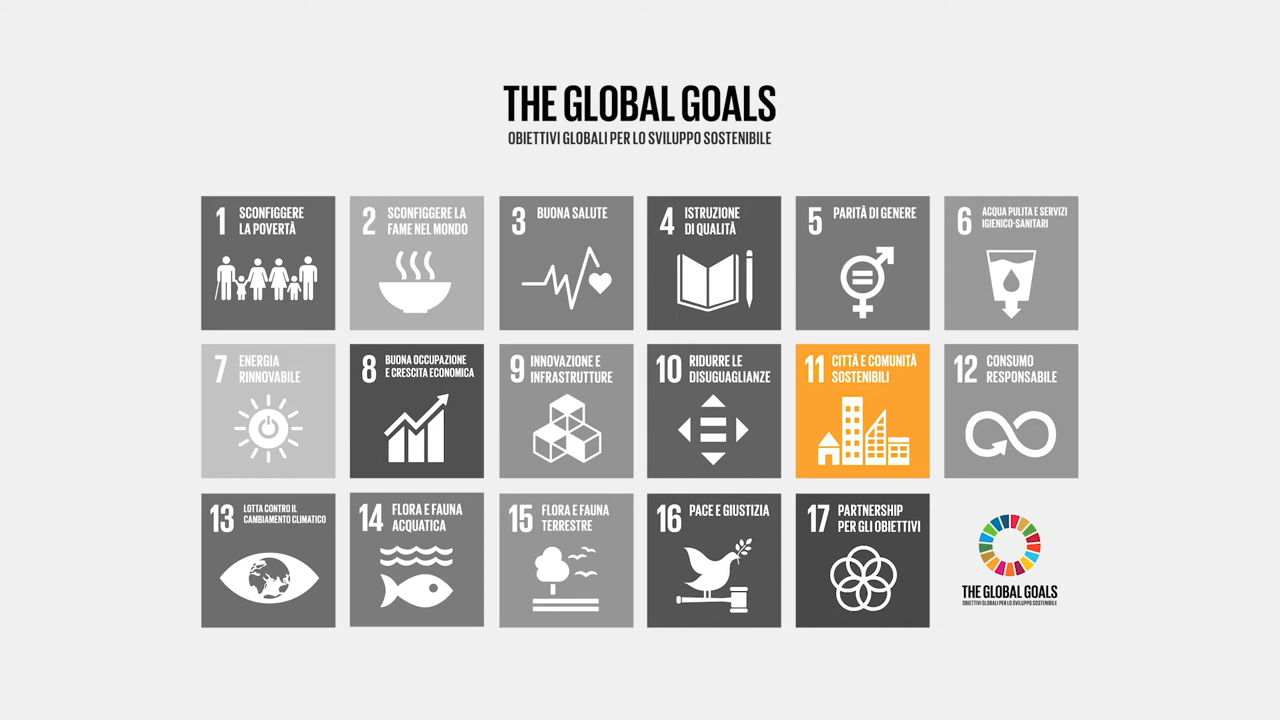 THE GLOBAL GOALS
OBIETTIVI GLOBALI PER LO SVILUPPO SOSTENIBILE
1 SCONFIGGERE
LA POVERTÀ
2 SCONFIGGERE LA
FAME NEL MONDO
3 BUONA SALUTE
4 ISTRUZIONE
DI QUALITÀ
5 PARITÀ DI GENERE
6 ACQUA PULITA E SERVIZI
IGIENICO-SANITARI
7 ENERGIA
RINNOVABILE
8 BUONA OCCUPAZIONE
E CRESCITA ECONOMICA
9 INNOVAZIONE E
INFRASTRUTTURE
10 RIDURRE LE
DISUGUAGLIANZE
11 CITTÀ E COMUNITÀ
SOSTENIBILI
12 CONSUMO
RESPONSABILE
13 LOTTA CONTRO IL
CAMBIAMENTO CLIMATICO
14 FLORA E FAUNA
ACQUATICA
15 FLORA E FAUNA
TERRESTRE
16 PACE E GIUSTIZIA
17 PARTNERSHIP
PER GLI OBIETTIVI
THE GLOBAL GOALS
OBIETTIVI GLOBALI PER LO SVILUPPO SOSTENIBILE